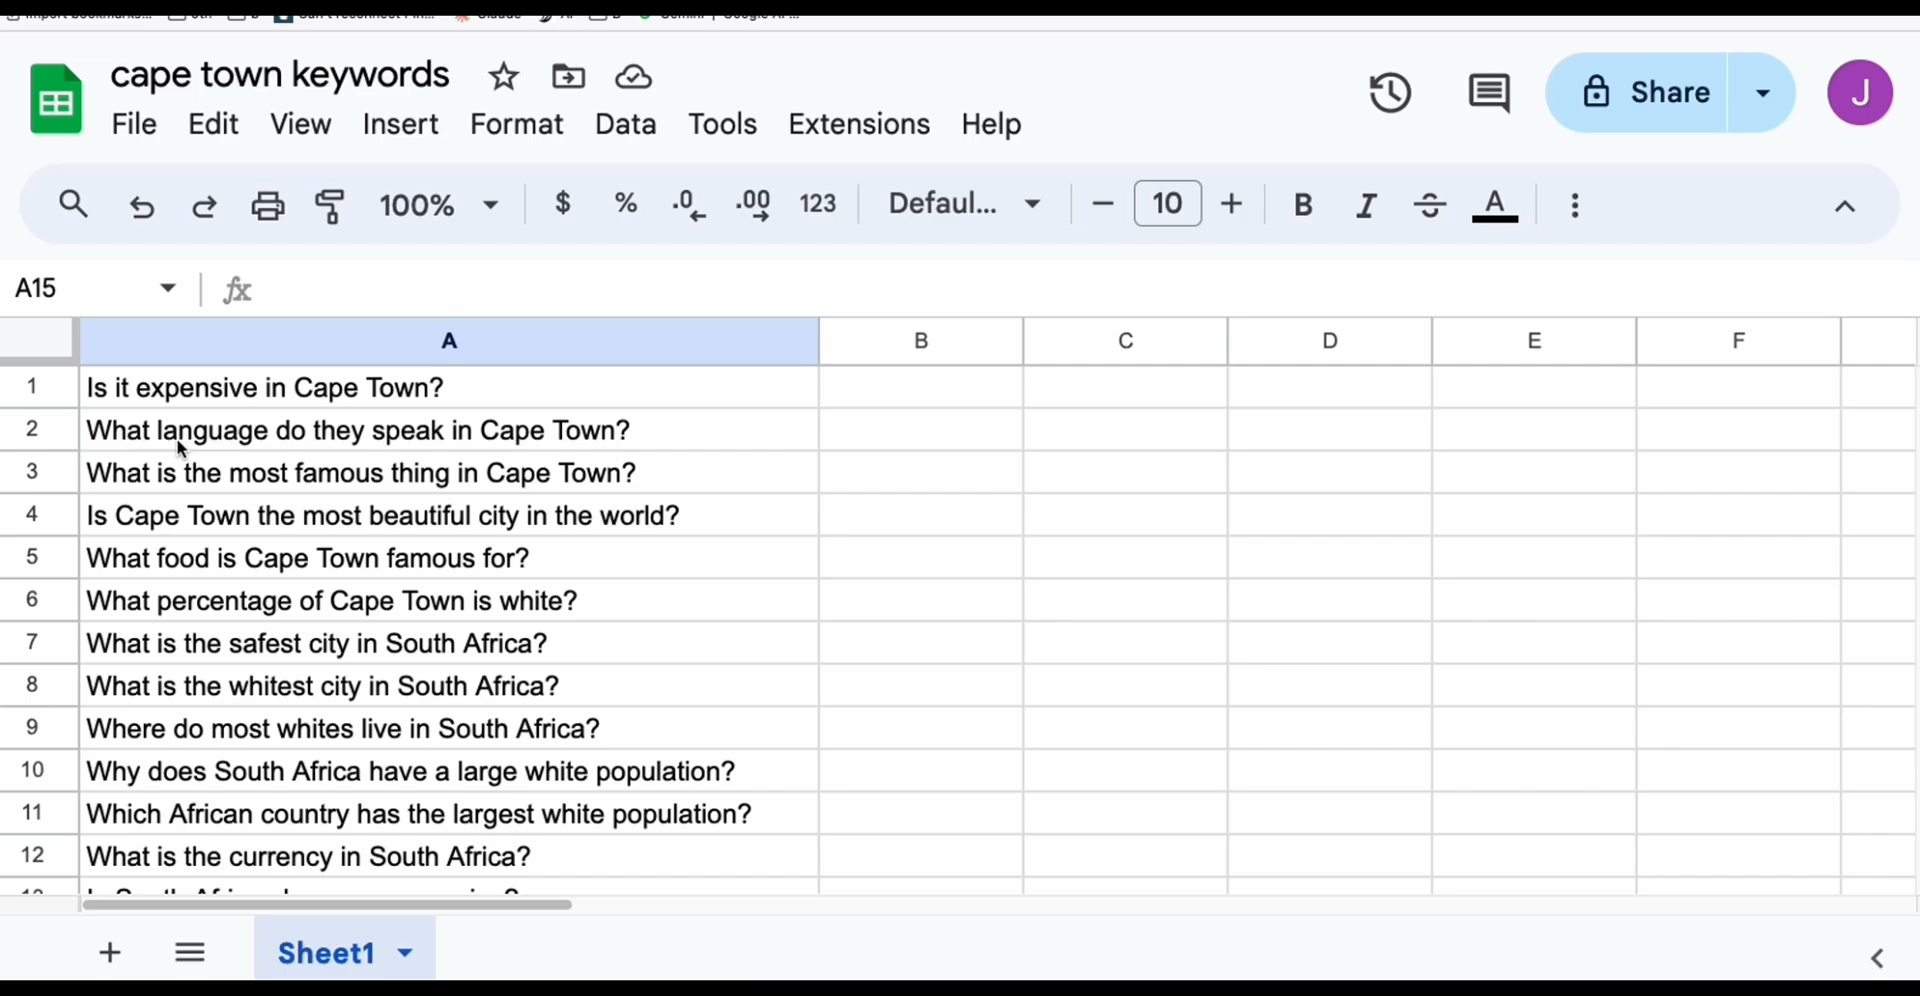 Claude
cape town keywords
Share
J
File Edit View Insert Format Data Tools Extensions Help
100% $ % .0 .00 123 Defaul... 10 B I A
A15 fx
A B C D E F
1 Is it expensive in Cape Town?
2 What language do they speak in Cape Town?
3 What is the most famous thing in Cape Town?
4 Is Cape Town the most beautiful city in the world?
5 What food is Cape Town famous for?
6 What percentage of Cape Town is white?
7 What is the safest city in South Africa?
8 What is the whitest city in South Africa?
9 Where do most whites live in South Africa?
10 Why does South Africa have a large white population?
11 Which African country has the largest white population?
12 What is the currency in South Africa?
Sheet1